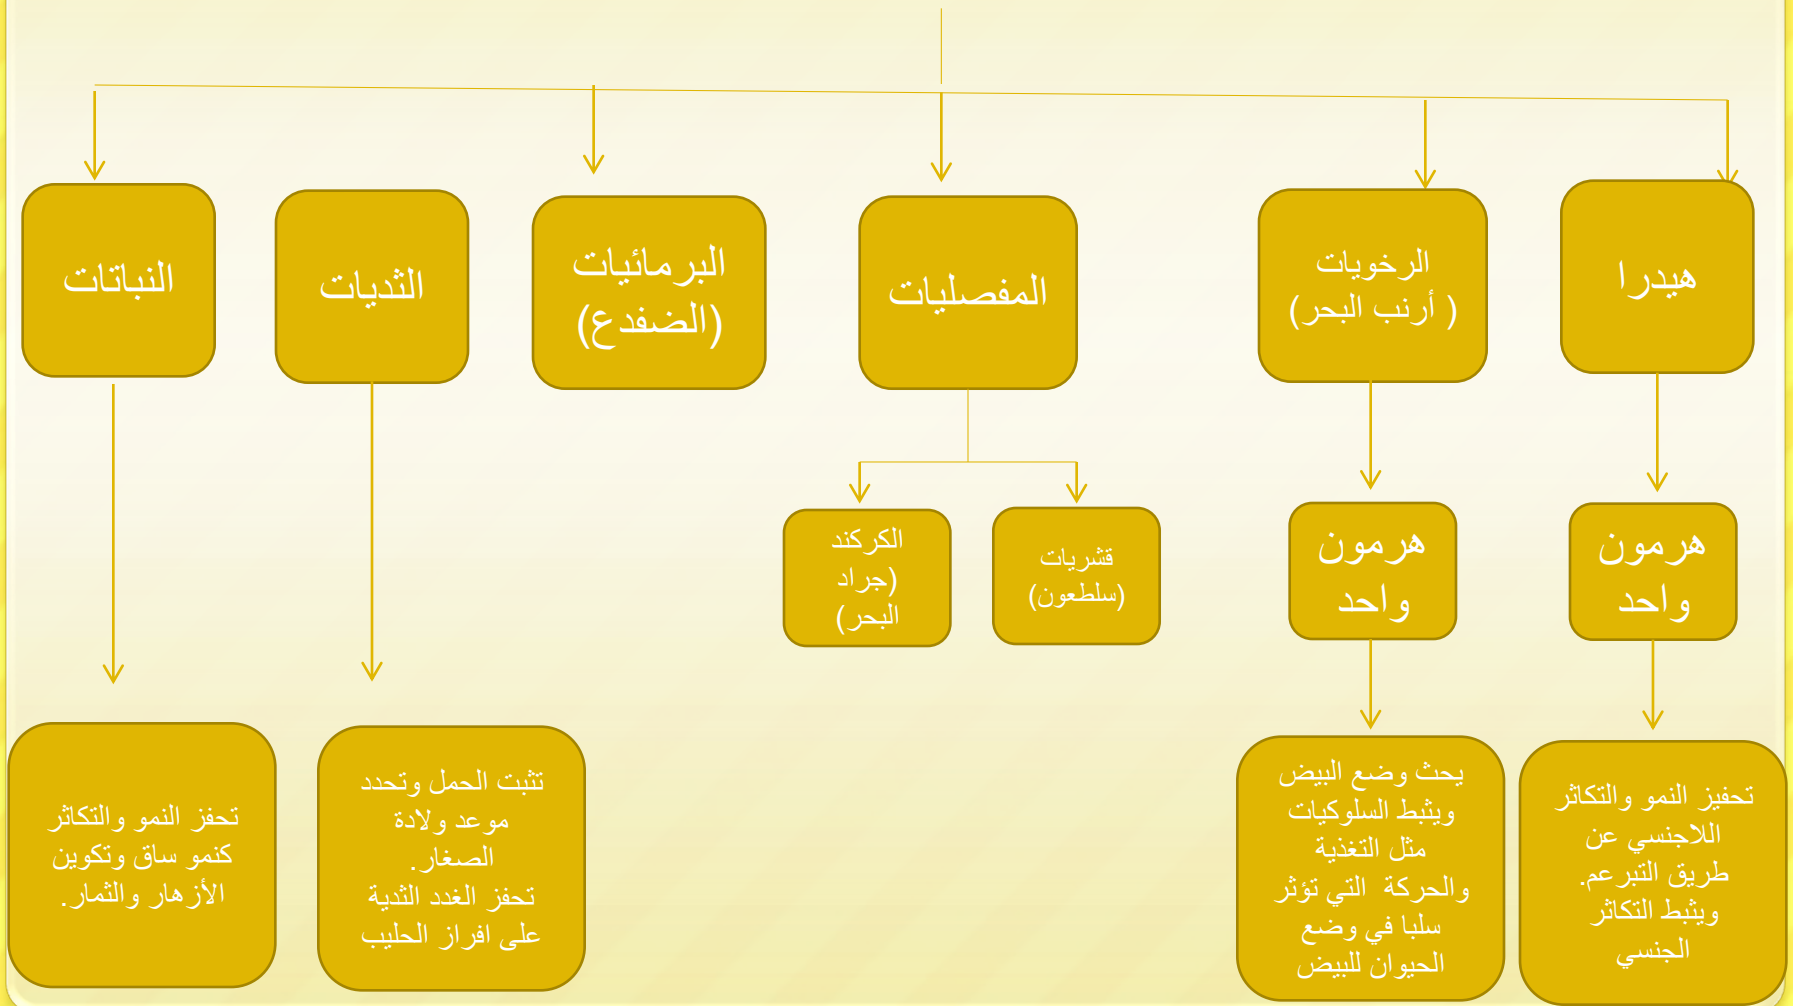 هيدرا
الرخويات
( أرنب البحر)
المفصليات
البرمائيات
(الضفدع)
الثديات
النباتات
هرمون
واحد
هرمون
واحد
قشريات
(سلطعون)
الكركند
(جراد
البحر)
تحفيز النمو والتكاثر
اللاجنسي عن
طريق التبرعم.
ويثبط التكاثر
الجنسي
يحث وضع البيض
ويثبط السلوكيات
مثل التغذية
والحركة التي تؤثر
سلبا في وضع
الحيوان للبيض
تثبت الحمل وتحدد
موعد ولادة
الصغار.
تحفز الغدد الثدية
على افراز الحليب
تحفز النمو والتكاثر
كنمو ساق وتكوين
الأزهار والثمار.